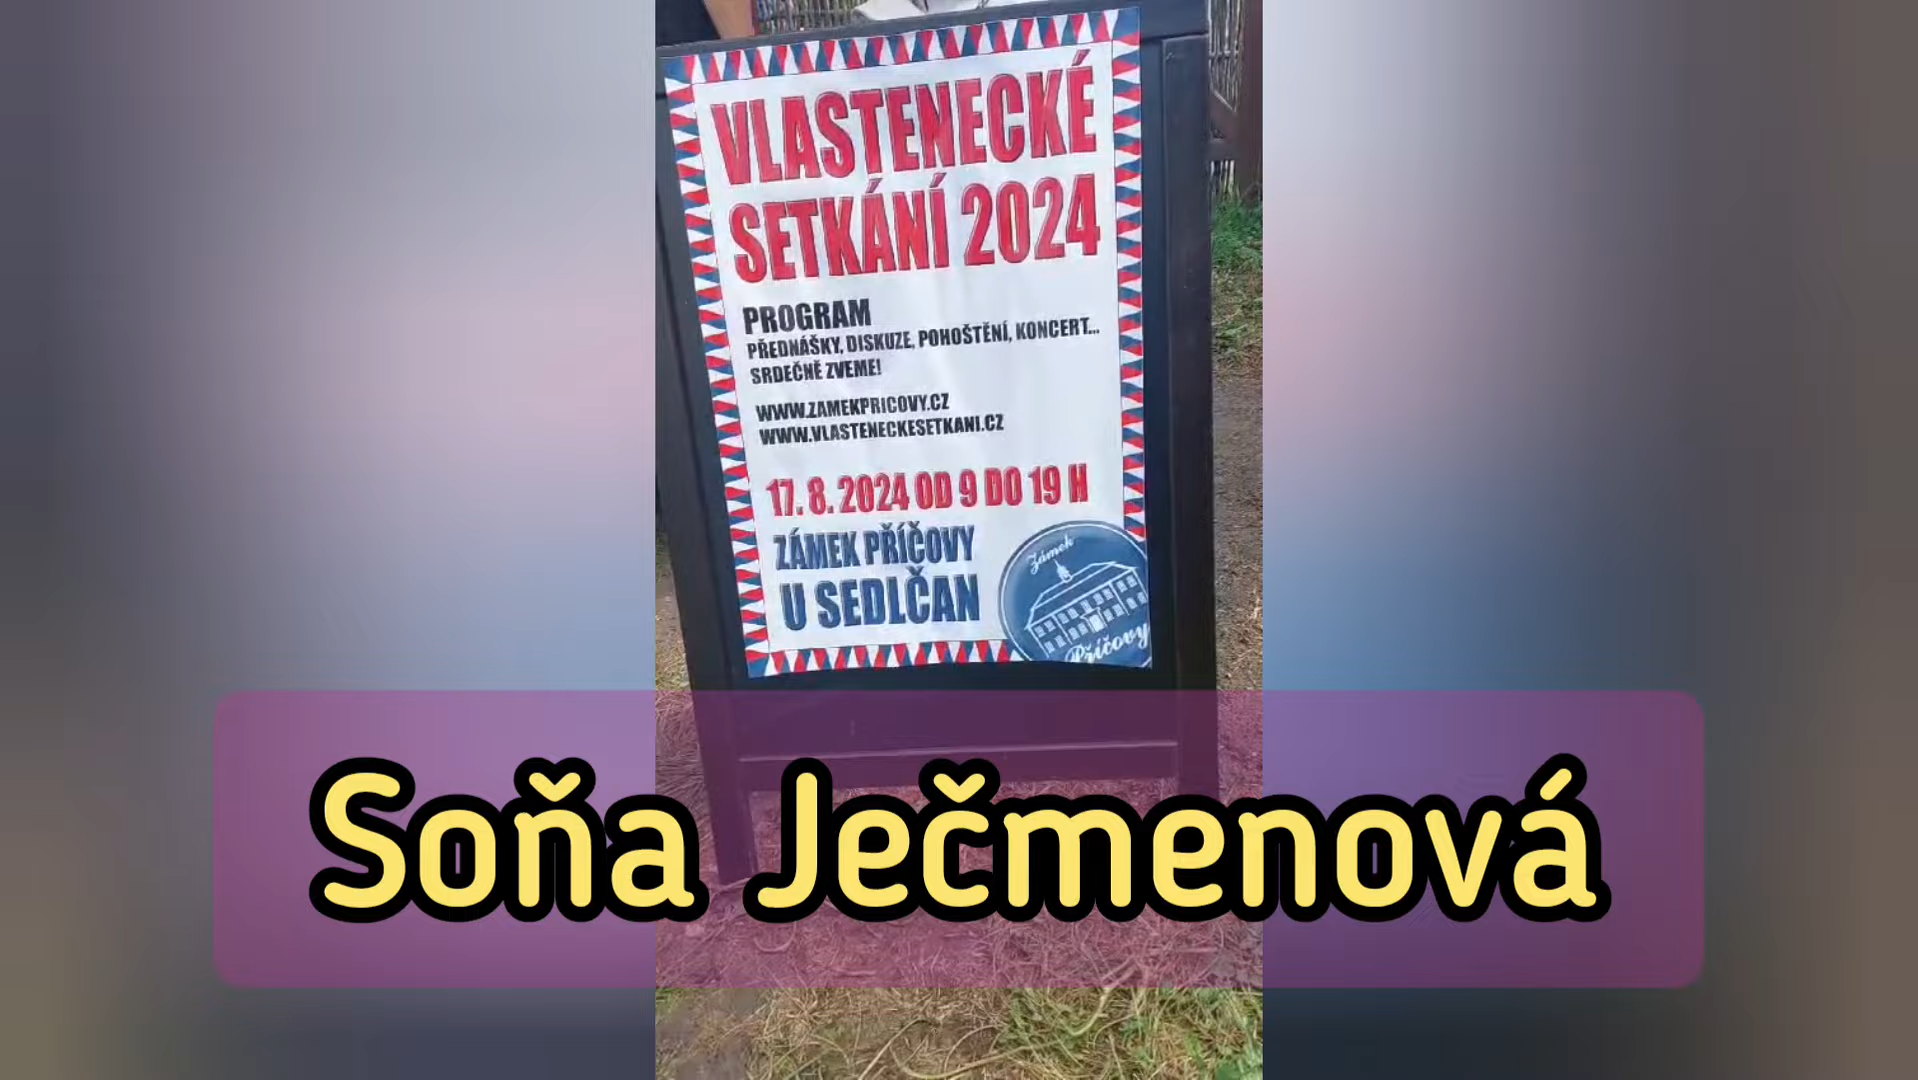 VLASTENECKÉ
SETKÁNÍ 2024
PROGRAM
PŘEDNÁŠKY, DISKUZE, POHOŠTĚNÍ, KONCERT...
SRDEČNĚ ZVEME!
WWW.ZAMEKPRICOVY.CZ
WWW.VLASTENECKESETKANI.CZ
17. 8. 2024 OD 9 DO 19 H
ZÁMEK PŘÍČOVY
U SEDLČAN
Zámek
Příčovy
Soňa Ječmenová